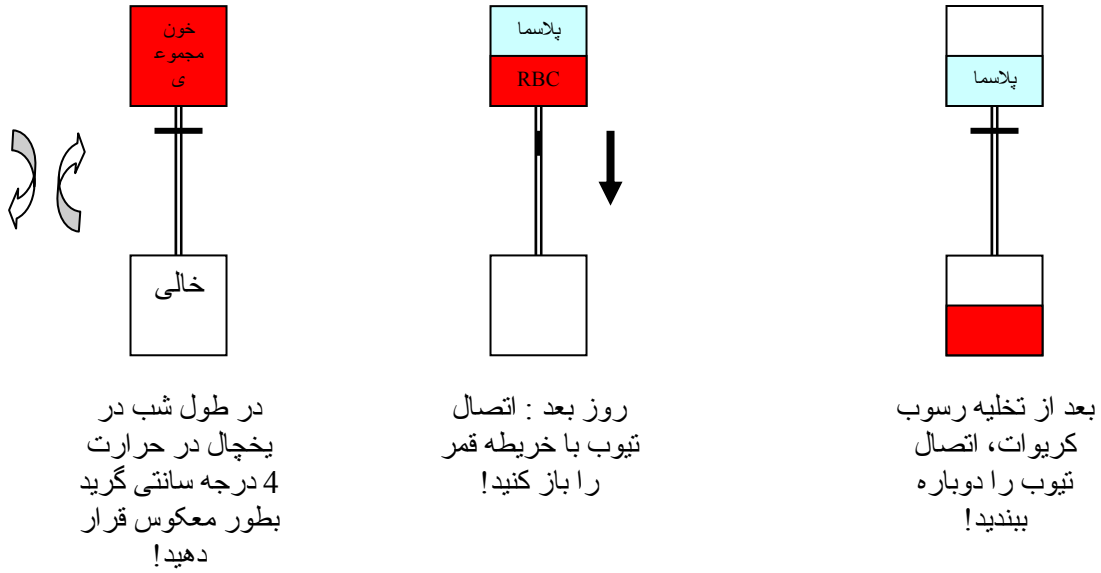 خون
مجموع
ی
خالی
در طول شب در
یخچال در حرارت
4 درجه سانتی گرید
بطور معکوس قرار
دهید!
پلاسما
RBC
روز بعد : اتصال
تیوب با خریطه قمر
را باز کنید!
پلاسما
بعد از تخلیه رسوب
کریوات، اتصال
تیوب را دوباره
ببندید!